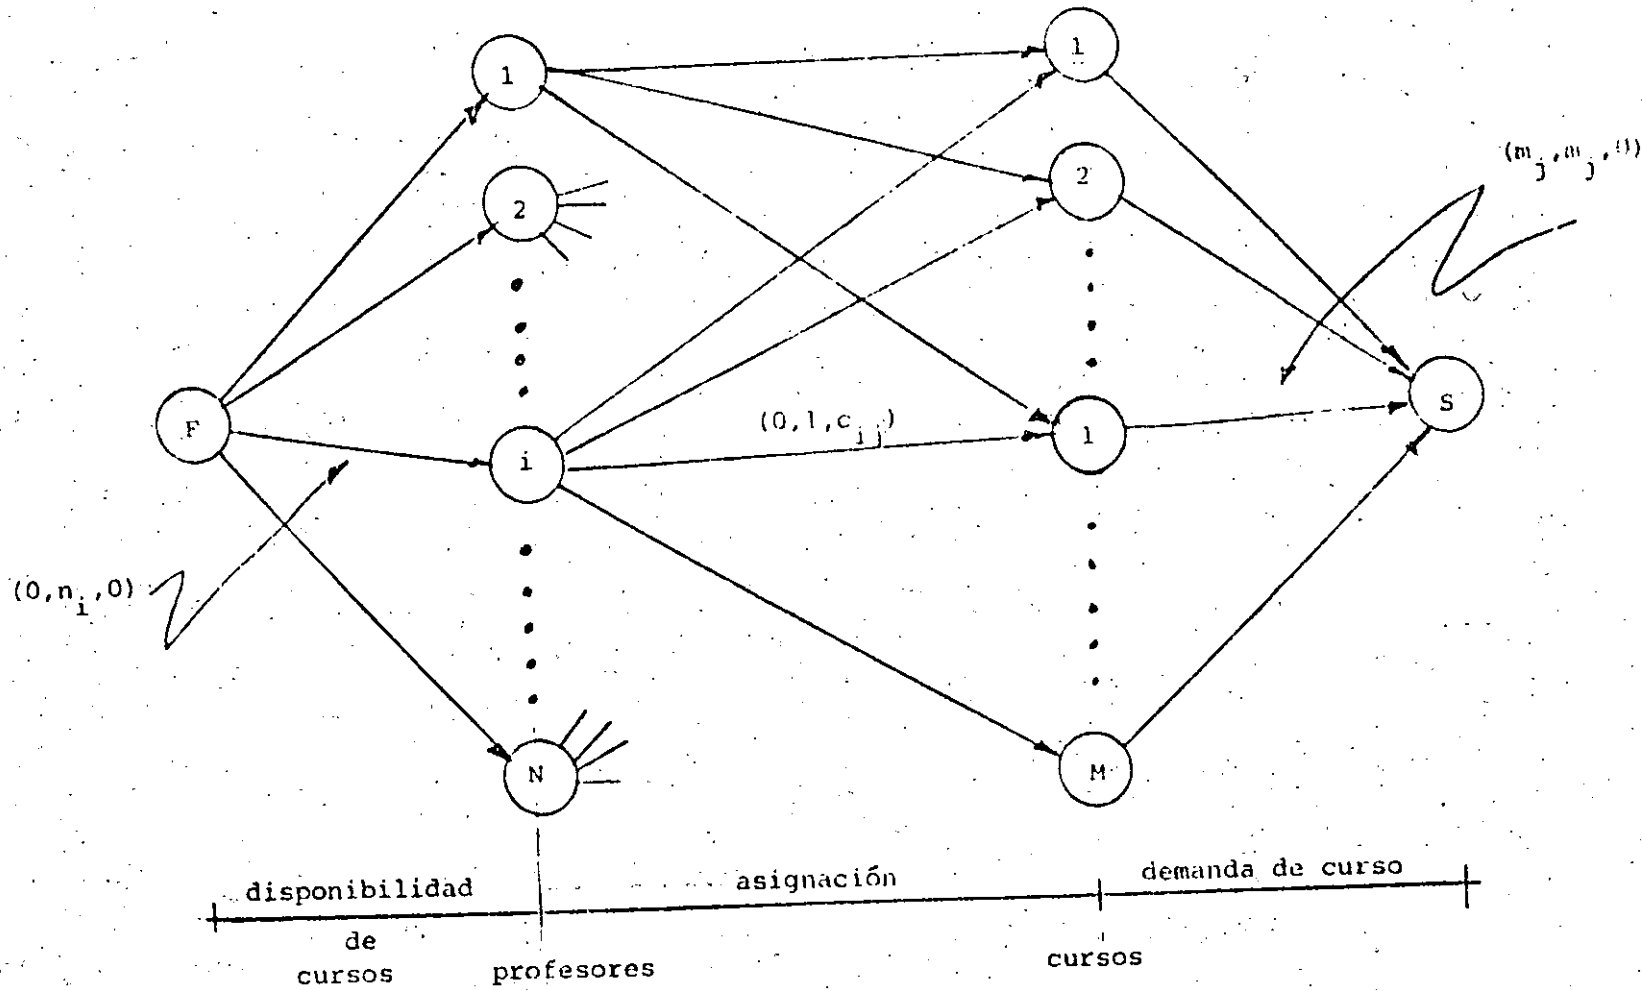 1
1
2
2
(m_j,m_j,0)
F
i
(0,1,c_ij)
1
S
(0,n_i,0)
N
M
disponibilidad
asignación
demanda de curso
de
cursos
profesores
cursos